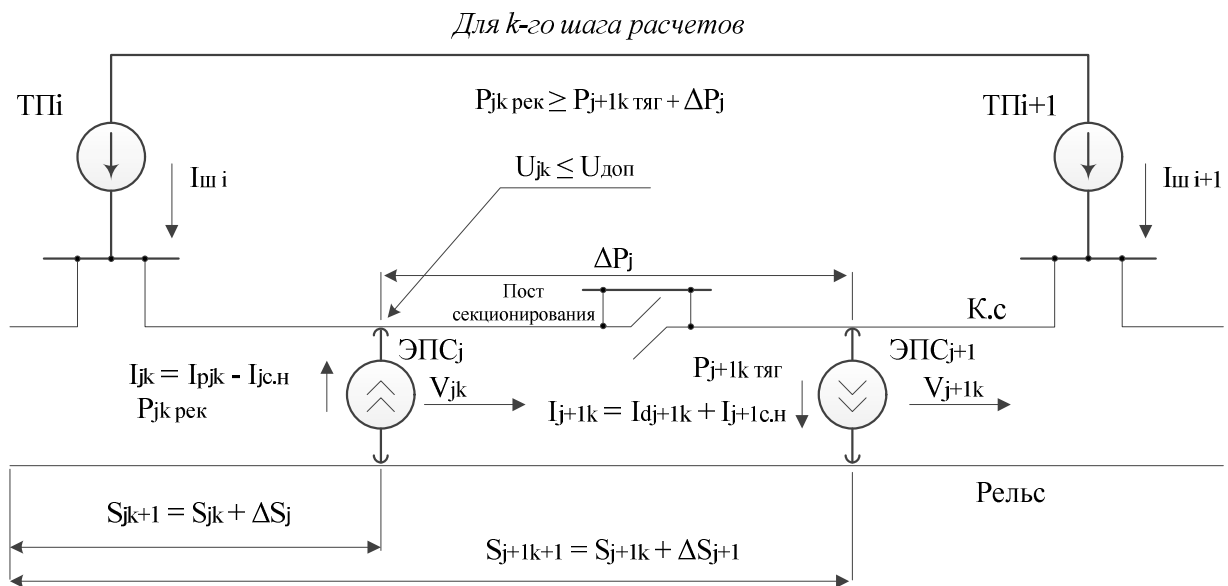 Для k-го шага расчетов
ТПi
Pjk рек ≥ Pj+1k тяг + ΔPj
ТПi+1
Iш i
Ujk ≤ Uдоп
Iш i+1
ΔPj
Пост
секционирования
К.с
ЭПСj
ЭПСj+1
Ijk = Iрjk - Ijс.н
Pjk рек
Vjk
Pj+1k тяг
Ij+1k = Idj+1k + Ij+1с.н
Vj+1k
Рельс
Sjk+1 = Sjk + ΔSj
Sj+1k+1 = Sj+1k + ΔSj+1